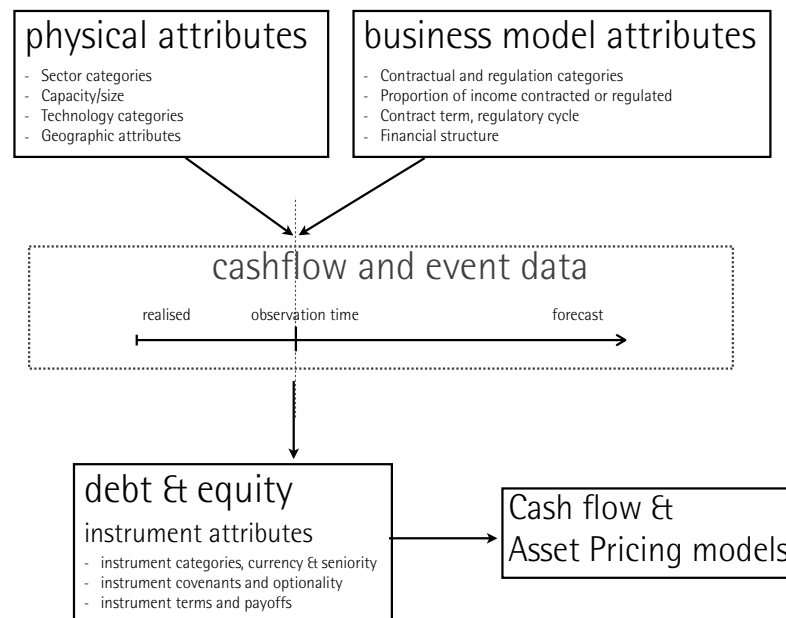 physical attributes
- Sector categories
- Capacity/size
- Technology categories
- Geographic attributes
business model attributes
- Contractual and regulation categories
- Proportion of income contracted or regulated
- Contract term, regulatory cycle
- Financial structure
cashflow and event data
realised observation time forecast
debt & equity
instrument attributes
- instrument categories, currency & seniority
- instrument covenants and optionality
- instrument terms and payoffs
Cash flow &
Asset Pricing models